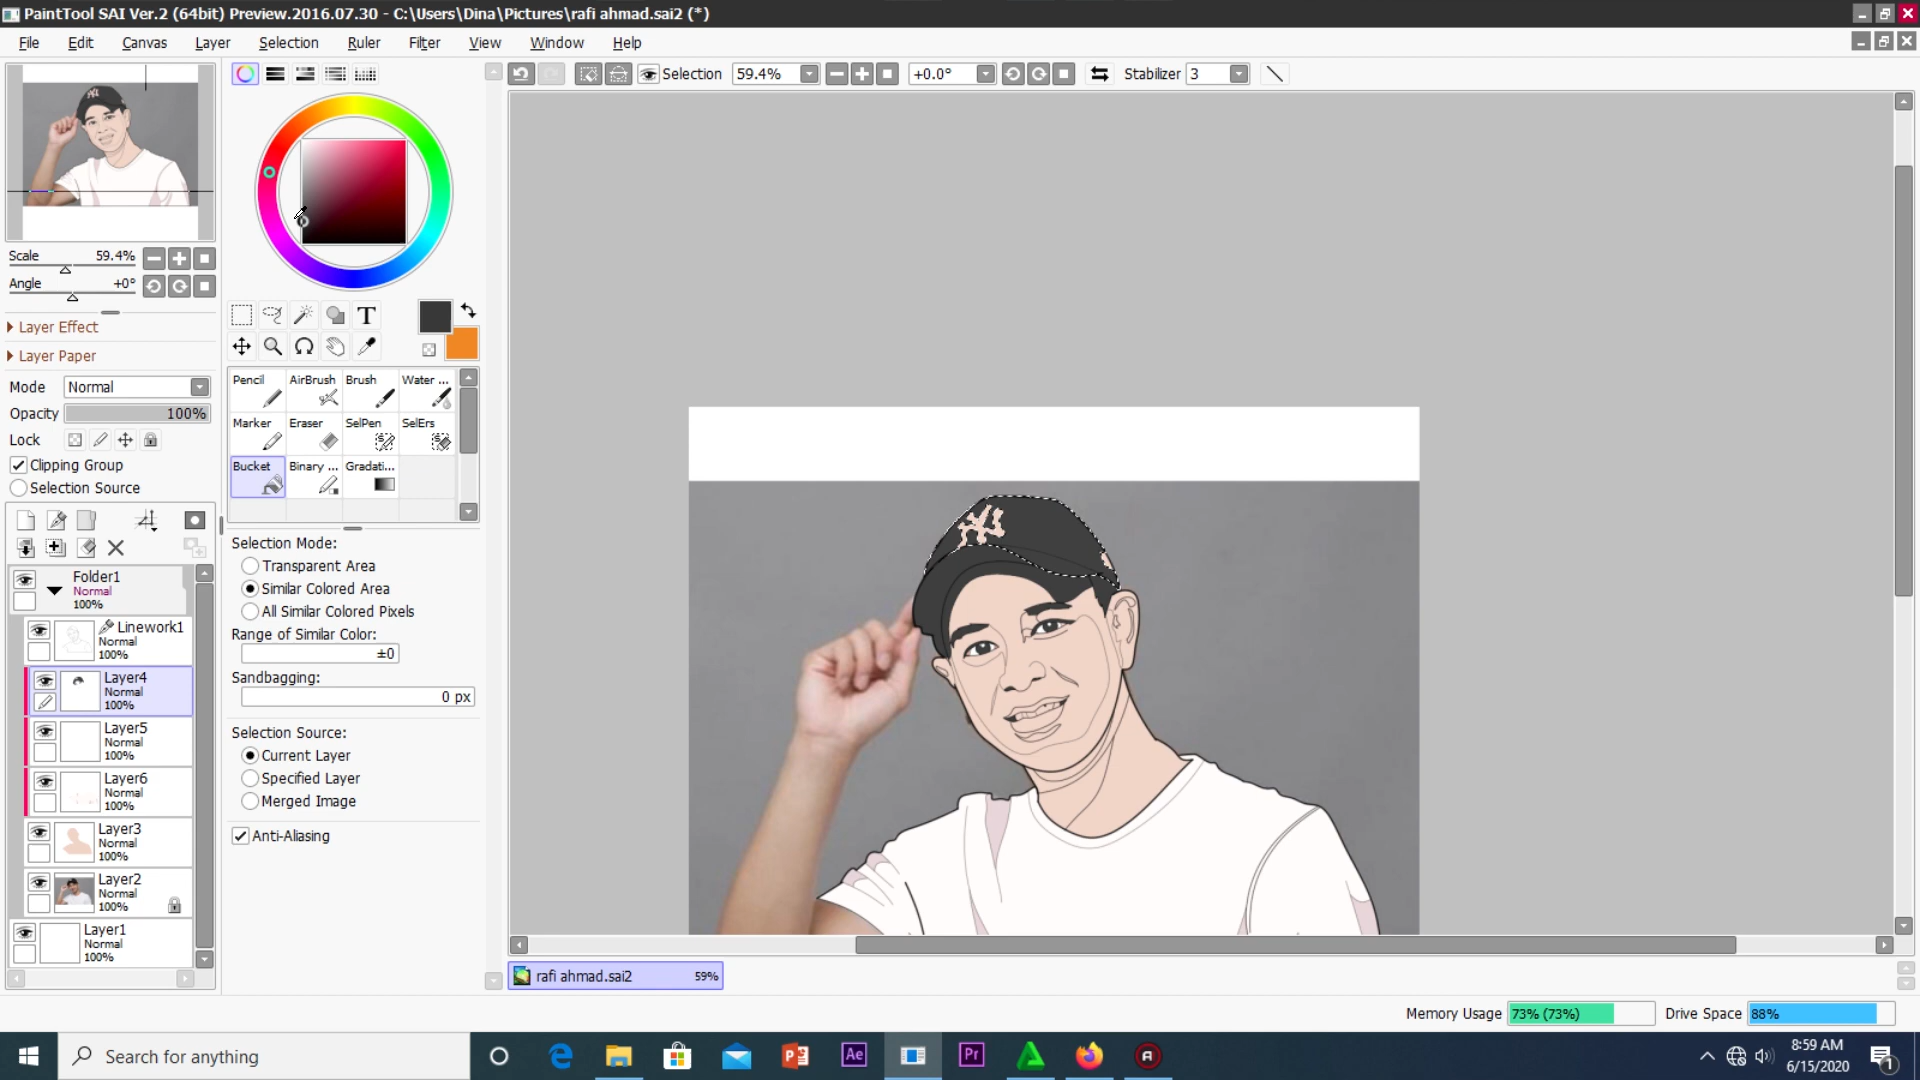 PaintTool SAI Ver.2 (64bit) Preview.2016.07.30 - C:\Users\Dina\Pictures\rafi ahmad.sai2 (*)
File Edit Canvas Layer Selection Ruler Filter View Window Help
Selection 59.4% +0.0° Stabilizer 3
Scale 59.4%
Angle +0°
Layer Effect
Layer Paper
Mode Normal
Opacity 100%
Lock
Clipping Group
Selection Source
Folder1
Normal
100%
Linework1
Normal
100%
Layer4
Normal
100%
Layer5
Normal
100%
Layer6
Normal
100%
Layer3
Normal
100%
Layer2
Normal
100%
Layer1
Normal
100%
T
Pencil AirBrush Brush Water ...
Marker Eraser SelPen SelErs
Bucket Binary ... Gradati...
Selection Mode:
Transparent Area
Similar Colored Area
All Similar Colored Pixels
Range of Similar Color:
±0
Sandbagging:
0 px
Selection Source:
Current Layer
Specified Layer
Merged Image
Anti-Aliasing
NY
rafi ahmad.sai2 59%
Memory Usage 73% (73%) Drive Space 88%
Search for anything
Ae
Pr
8:59 AM
6/15/2020
1